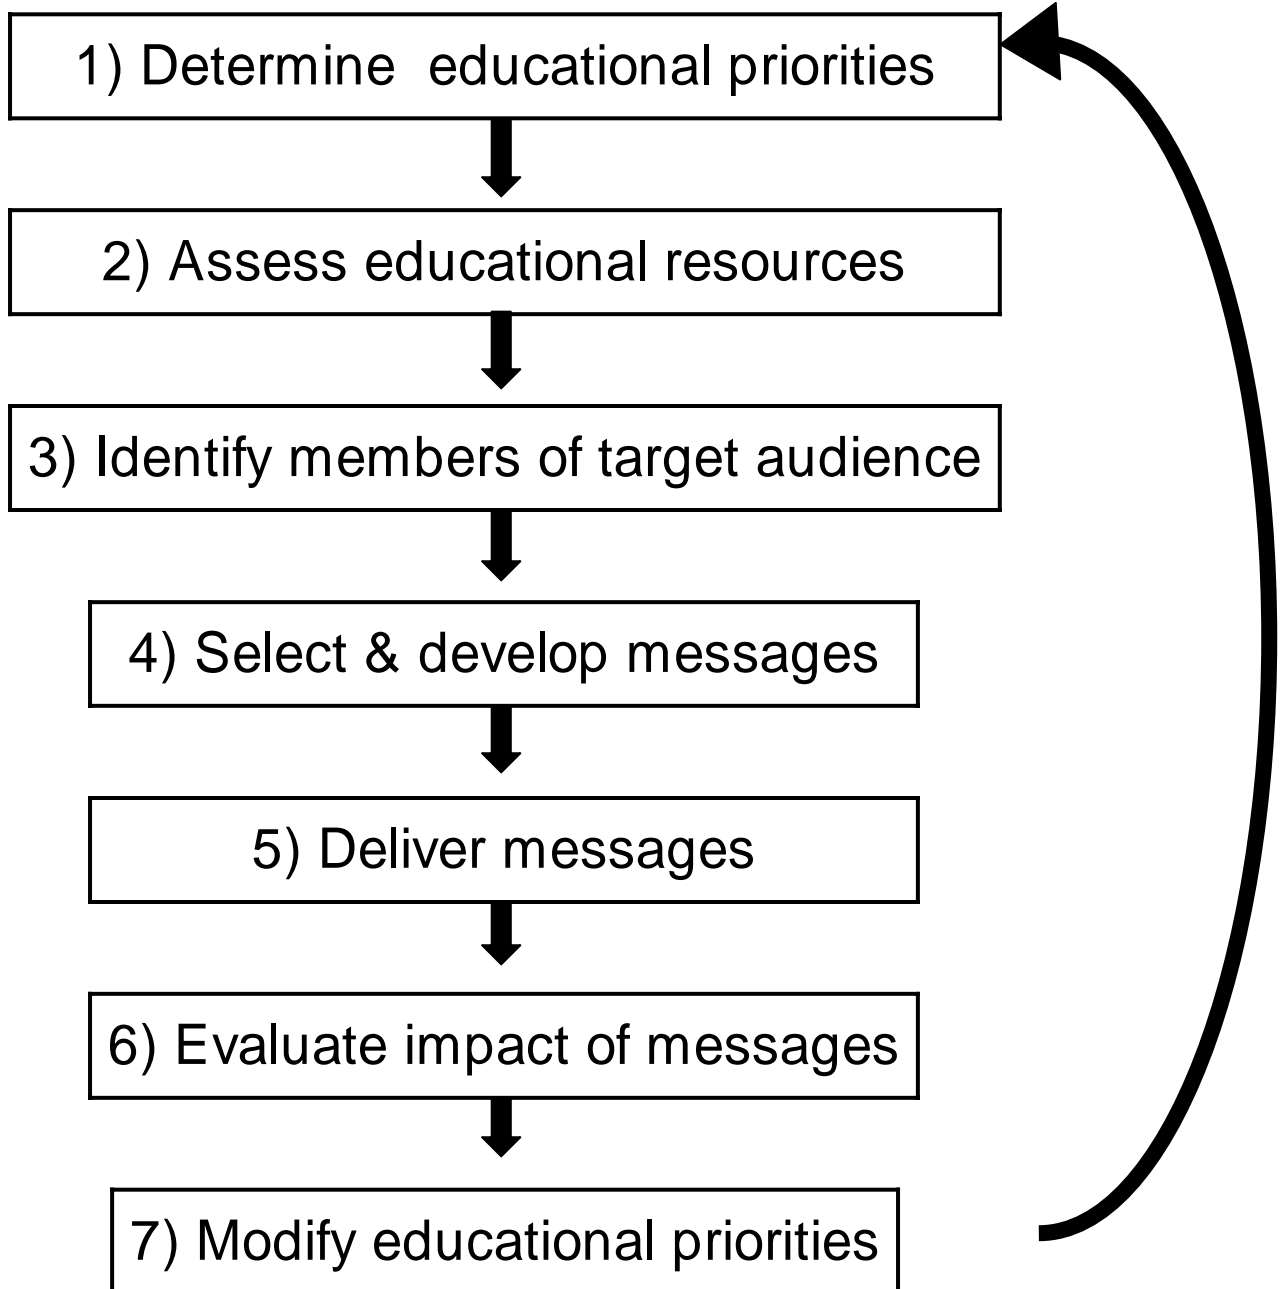 1) Determine educational priorities
2) Assess educational resources
3) Identify members of target audience
4) Select & develop messages
5) Deliver messages
6) Evaluate impact of messages
7) Modify educational priorities